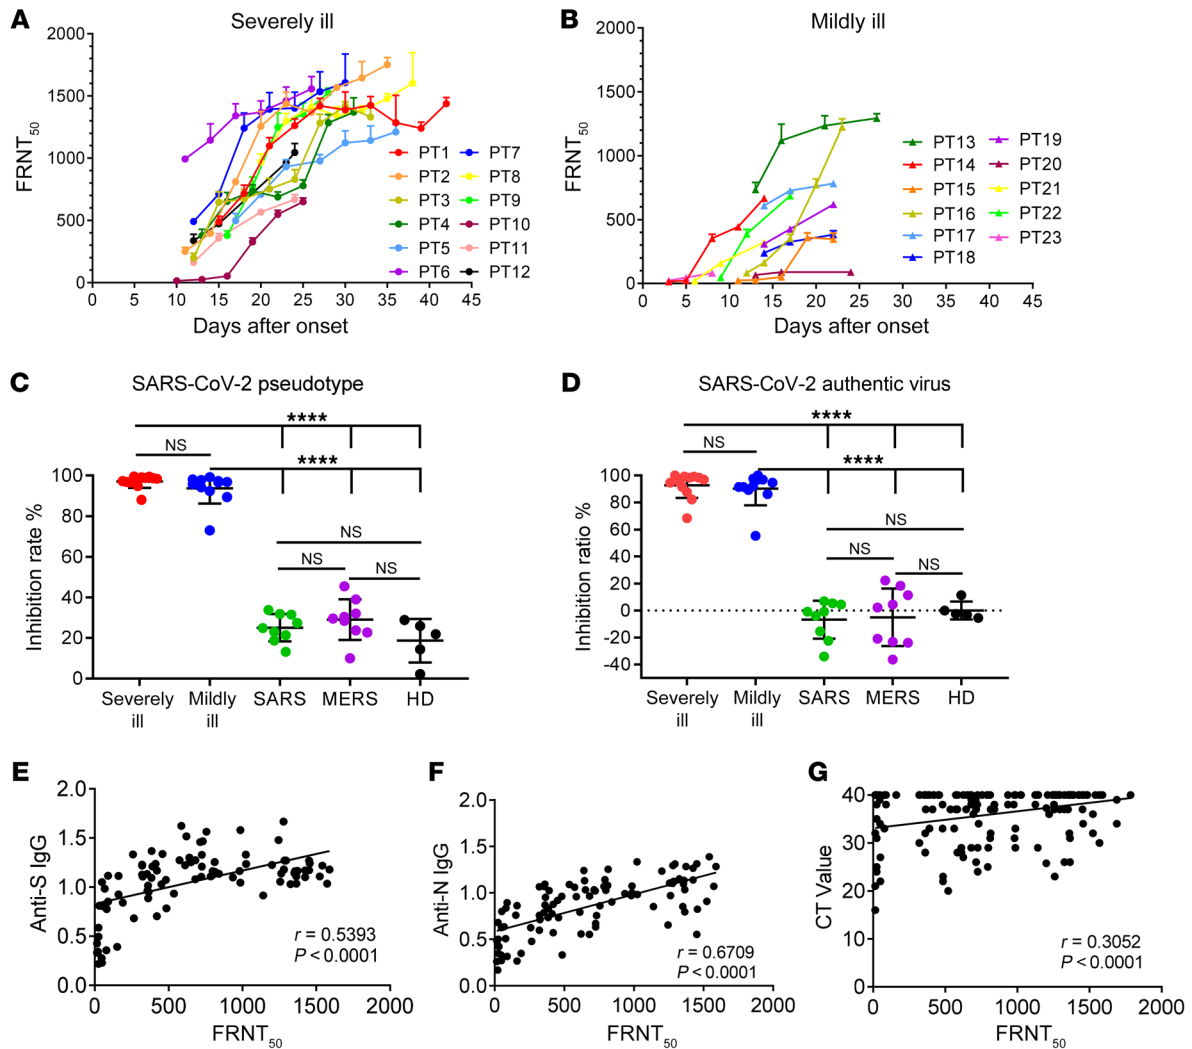 A
Severely ill
FRNT50
2000
1500
1000
500
0
0 5 10 15 20 25 30 35 40 45
Days after onset
PT1 PT7
PT2 PT8
PT3 PT9
PT4 PT10
PT5 PT11
PT6 PT12
B
Mildly ill
FRNT50
2000
1500
1000
500
0
0 5 10 15 20 25 30 35 40 45
Days after onset
PT13 PT19
PT14 PT20
PT15 PT21
PT16 PT22
PT17 PT23
PT18
C
SARS-CoV-2 pseudotype
****
NS
****
NS
NS
NS
Inhibition rate %
100
80
60
40
20
0
Severely ill
Mildly ill
SARS
MERS
HD
D
SARS-CoV-2 authentic virus
****
NS
****
NS
NS
NS
Inhibition ratio %
100
80
60
40
20
0
-20
-40
Severely ill
Mildly ill
SARS
MERS
HD
E
Anti-S IgG
2.0
1.5
1.0
0.5
0.0
r = 0.5393
P < 0.0001
0 500 1000 1500 2000
FRNT50
F
Anti-N IgG
2.0
1.5
1.0
0.5
0.0
r = 0.6709
P < 0.0001
0 500 1000 1500 2000
FRNT50
G
CT Value
40
30
20
10
0
r = 0.3052
P < 0.0001
0 500 1000 1500 2000
FRNT50